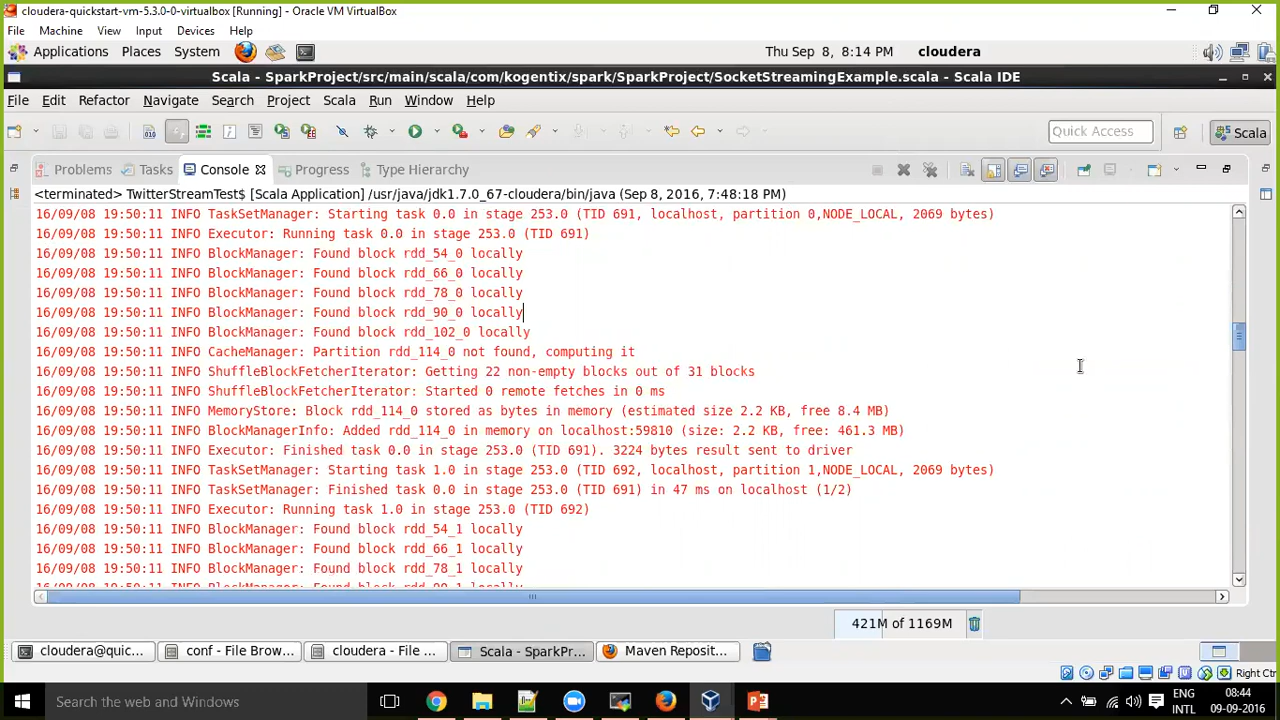 cloudera-quickstart-vm-5.3.0-0-virtualbox [Running] - Oracle VM VirtualBox
File Machine View Input Devices Help
Applications Places System Thu Sep 8, 8:14 PM cloudera
Scala - SparkProject/src/main/scala/com/kogentix/spark/SparkProject/SocketStreamingExample.scala - Scala IDE
File Edit Refactor Navigate Search Project Scala Run Window Help
Quick Access Scala
Problems Tasks Console Progress Type Hierarchy
<terminated> TwitterStreamTest$ [Scala Application] /usr/java/jdk1.7.0_67-cloudera/bin/java (Sep 8, 2016, 7:48:18 PM)
16/09/08 19:50:11 INFO TaskSetManager: Starting task 0.0 in stage 253.0 (TID 691, localhost, partition 0,NODE_LOCAL, 2069 bytes)
16/09/08 19:50:11 INFO Executor: Running task 0.0 in stage 253.0 (TID 691)
16/09/08 19:50:11 INFO BlockManager: Found block rdd_54_0 locally
16/09/08 19:50:11 INFO BlockManager: Found block rdd_66_0 locally
16/09/08 19:50:11 INFO BlockManager: Found block rdd_78_0 locally
16/09/08 19:50:11 INFO BlockManager: Found block rdd_90_0 locally
16/09/08 19:50:11 INFO BlockManager: Found block rdd_102_0 locally
16/09/08 19:50:11 INFO CacheManager: Partition rdd_114_0 not found, computing it
16/09/08 19:50:11 INFO ShuffleBlockFetcherIterator: Getting 22 non-empty blocks out of 31 blocks
16/09/08 19:50:11 INFO ShuffleBlockFetcherIterator: Started 0 remote fetches in 0 ms
16/09/08 19:50:11 INFO MemoryStore: Block rdd_114_0 stored as bytes in memory (estimated size 2.2 KB, free 8.4 MB)
16/09/08 19:50:11 INFO BlockManagerInfo: Added rdd_114_0 in memory on localhost:59810 (size: 2.2 KB, free: 461.3 MB)
16/09/08 19:50:11 INFO Executor: Finished task 0.0 in stage 253.0 (TID 691). 3224 bytes result sent to driver
16/09/08 19:50:11 INFO TaskSetManager: Starting task 1.0 in stage 253.0 (TID 692, localhost, partition 1,NODE_LOCAL, 2069 bytes)
16/09/08 19:50:11 INFO TaskSetManager: Finished task 0.0 in stage 253.0 (TID 691) in 47 ms on localhost (1/2)
16/09/08 19:50:11 INFO Executor: Running task 1.0 in stage 253.0 (TID 692)
16/09/08 19:50:11 INFO BlockManager: Found block rdd_54_1 locally
16/09/08 19:50:11 INFO BlockManager: Found block rdd_66_1 locally
16/09/08 19:50:11 INFO BlockManager: Found block rdd_78_1 locally
16/09/08 19:50:11 INFO BlockManager: Found block rdd_90_1 locally
421M of 1169M
cloudera@quic... conf - File Brow... cloudera - File ... Scala - SparkPr... Maven Reposit...
Right Ctrl
Search the web and Windows
ENG 08:44
INTL 09-09-2016